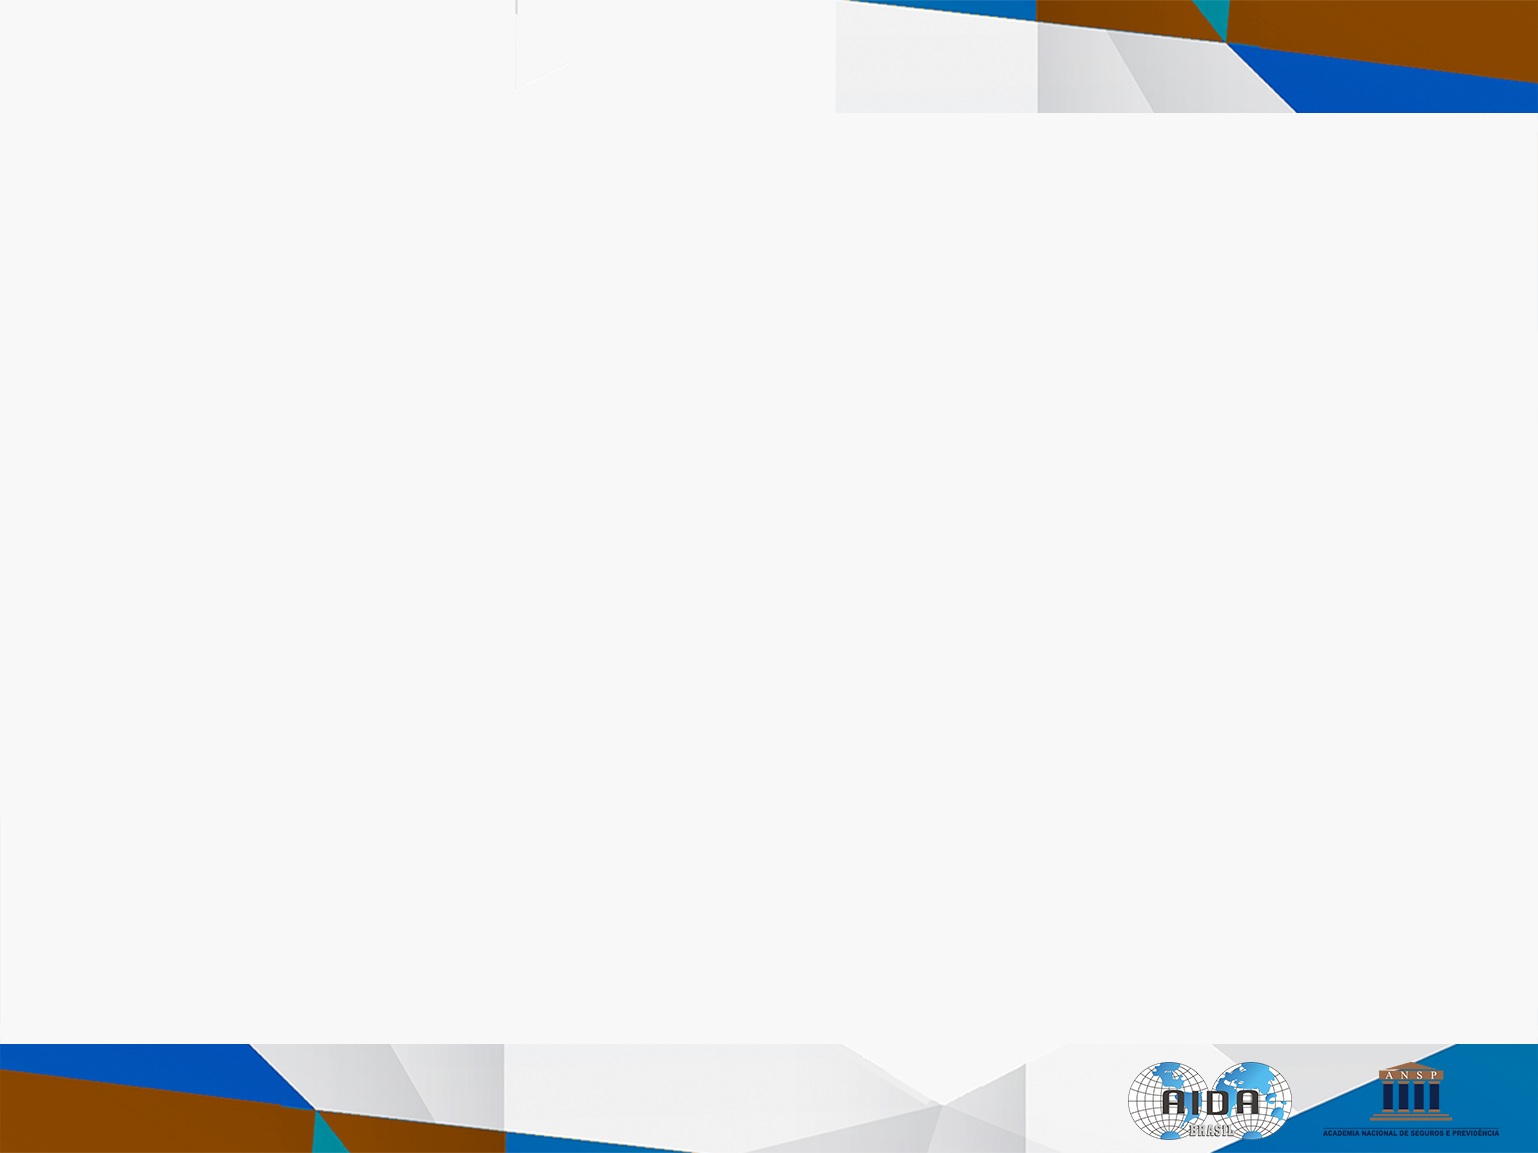 AIDA
BRASIL
ANSP
ACADEMIA NACIONAL DE SEGUROS E PREVIDÊNCIA